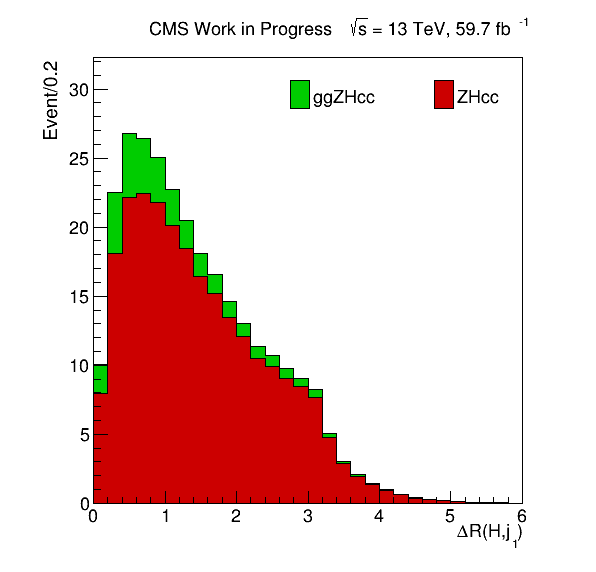 CMS Work in Progress √s = 13 TeV, 59.7 fb⁻¹
Event/0.2
ggZHcc ZHcc
30
25
20
15
10
5
0
0 1 2 3 4 5 6
ΔR(H,j₁)